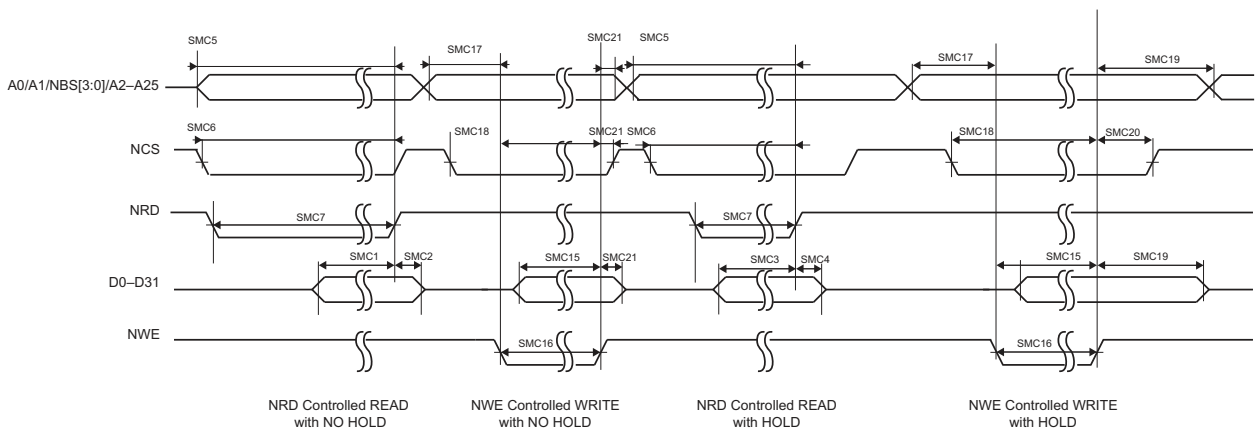 SMC5
SMC17
SMC21
SMC5
SMC17
SMC19
A0/A1/NBS[3:0]/A2–A25
SMC6
SMC18
SMC21
SMC6
SMC18
SMC20
NCS
SMC7
SMC7
NRD
SMC1
SMC2
SMC15
SMC21
SMC3
SMC4
SMC15
SMC19
D0–D31
NWE
SMC16
SMC16
NRD Controlled READ
with NO HOLD
NWE Controlled WRITE
with NO HOLD
NRD Controlled READ
with HOLD
NWE Controlled WRITE
with HOLD